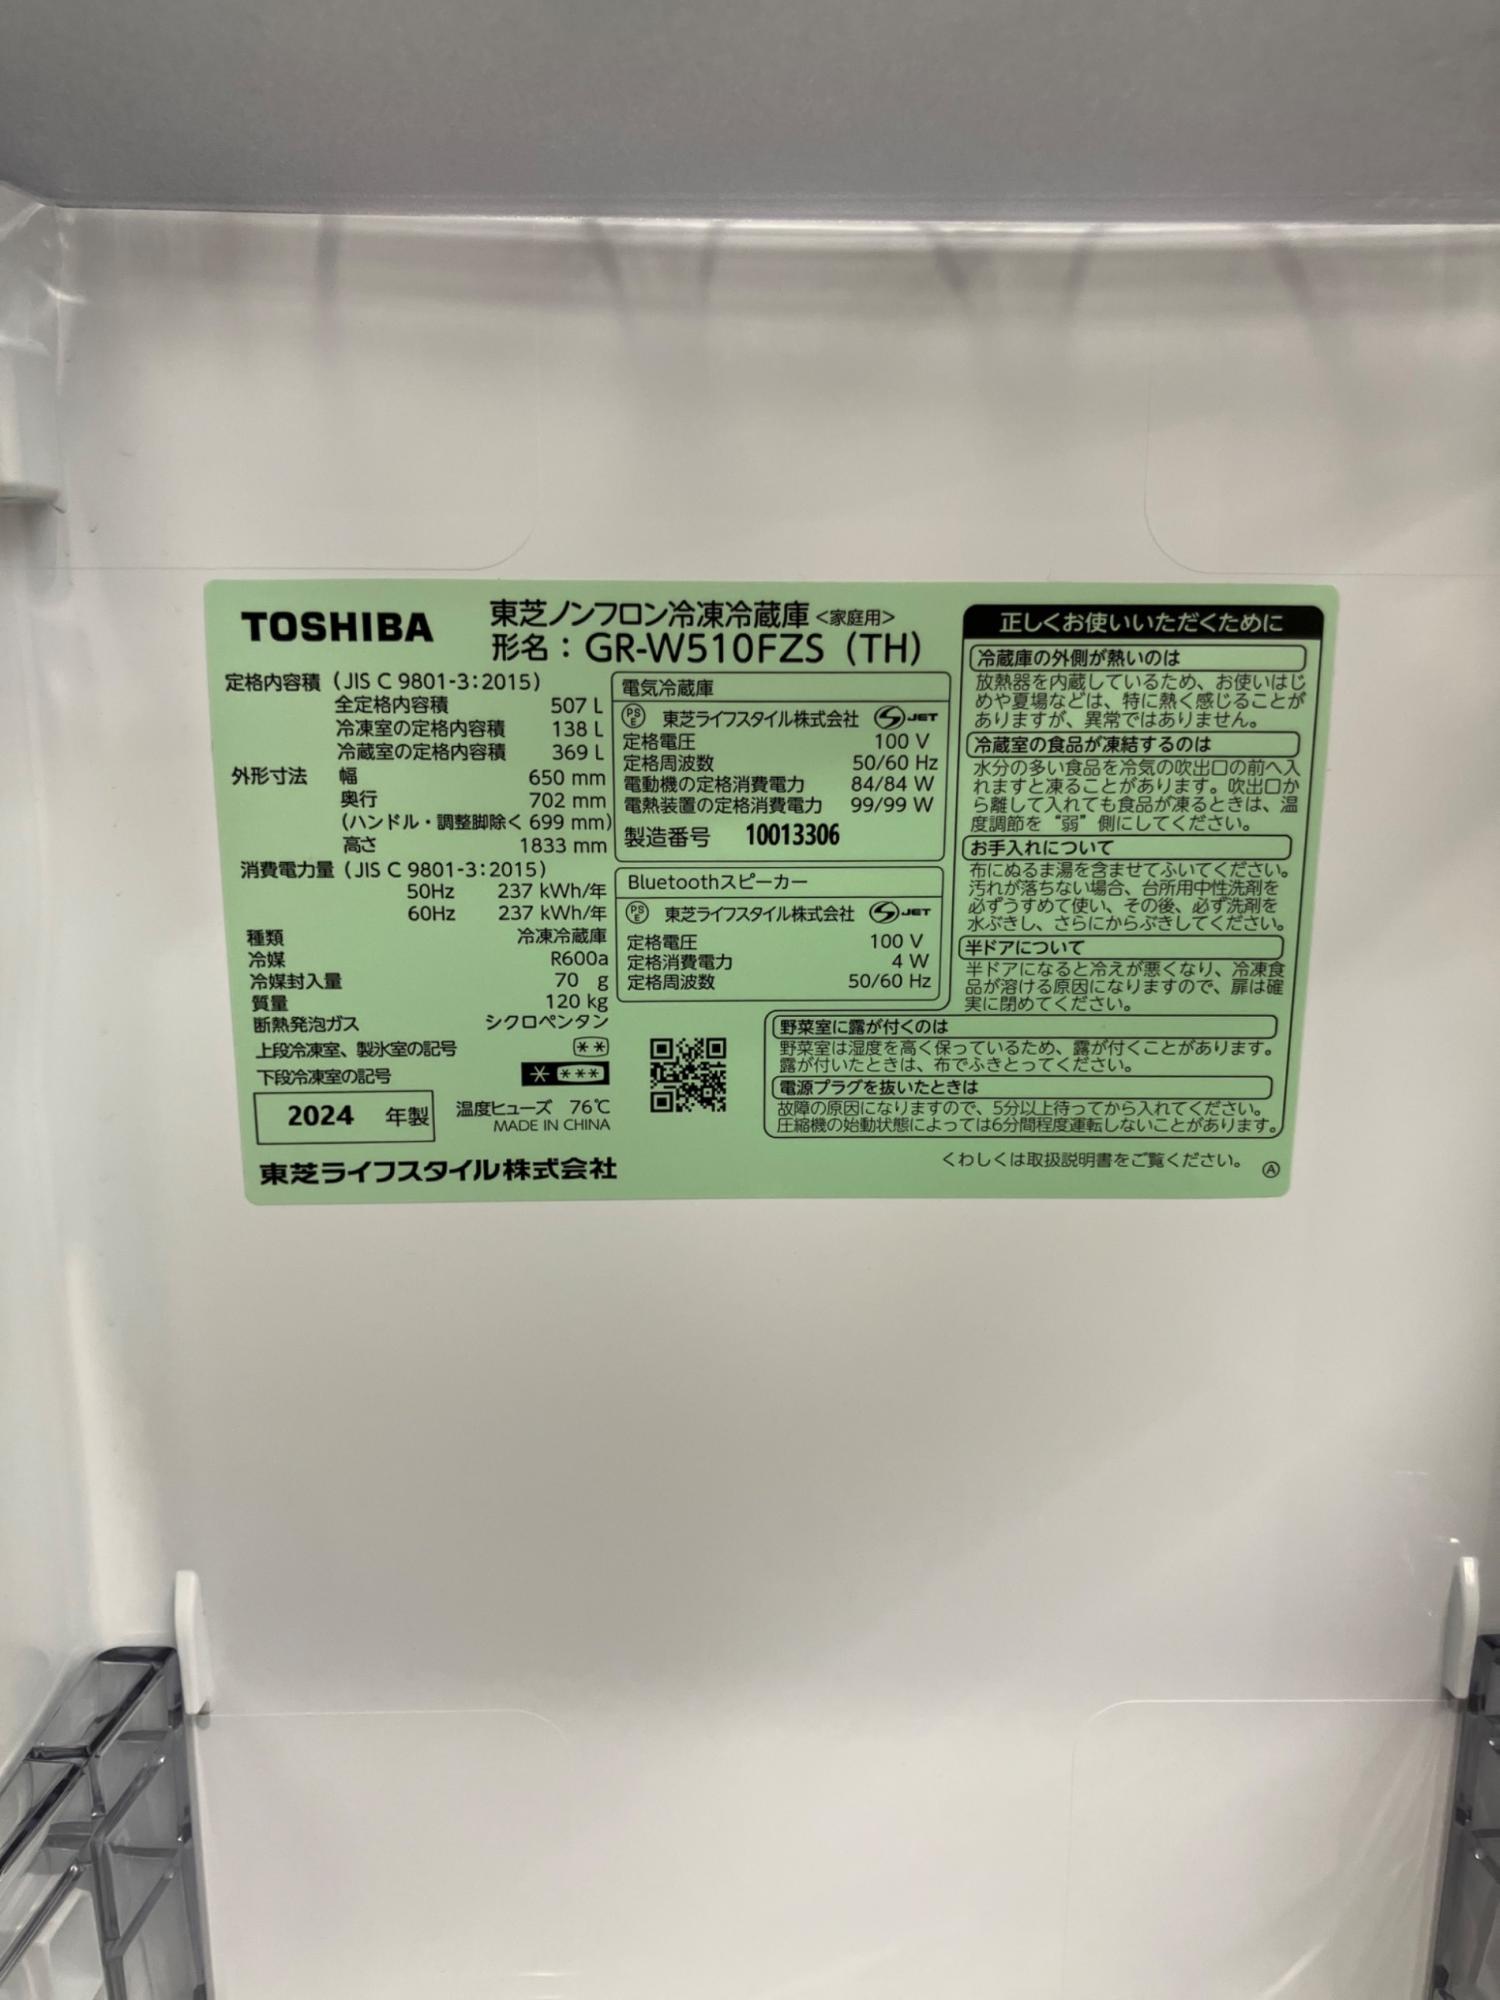 TOSHIBA
東芝ノンフロン冷凍冷蔵庫 <家庭用>
形名：GR-W510FZS (TH)
定格内容積 (JIS C 9801-3:2015)
全定格内容積 507 L
冷凍室の定格内容積 138 L
冷蔵室の定格内容積 369 L
外形寸法 幅 650 mm
奥行 702 mm
(ハンドル・調整脚除く 699 mm)
高さ 1833 mm
消費電力量 (JIS C 9801-3:2015)
50Hz 237 kWh/年
60Hz 237 kWh/年
種類 冷凍冷蔵庫
冷媒 R600a
冷媒封入量 70 g
質量 120 kg
断熱発泡ガス シクロペンタン
上段冷凍室、製氷室の記号 **
下段冷凍室の記号 * ***
2024 年製
温度ヒューズ 76℃
MADE IN CHINA
東芝ライフスタイル株式会社
電気冷蔵庫
PSE 東芝ライフスタイル株式会社 S JET
定格電圧 100 V
定格周波数 50/60 Hz
電動機の定格消費電力 84/84 W
電熱装置の定格消費電力 99/99 W
製造番号 10013306
Bluetoothスピーカー
PSE 東芝ライフスタイル株式会社 S JET
定格電圧 100 V
定格消費電力 4 W
定格周波数 50/60 Hz
正しくお使いいただくために
冷蔵庫の外側が熱いのは
放熱器を内蔵しているため、お使いはじ
めや夏場などは、特に熱く感じることが
ありますが、異常ではありません。
冷蔵室の食品が凍結するのは
水分の多い食品を冷気の吹出口の前へ入
れますと凍ることがあります。吹出口か
ら離して入れても食品が凍るときは、温
度調節を“弱”側にしてください。
お手入れについて
布にぬるま湯を含ませてふいてください。
汚れが落ちない場合、台所用中性洗剤を
必ずうすめて使い、その後、必ず洗剤を
水ぶきし、さらにからぶきしてください。
半ドアについて
半ドアになると冷えが悪くなり、冷凍食
品が溶ける原因になりますので、扉は確
実に閉めてください。
野菜室に露が付くのは
野菜室は湿度を高く保っているため、露が付くことがあります。
露が付いたときは、布でふきとってください。
電源プラグを抜いたときは
故障の原因になりますので、5分以上待ってから入れてください。
圧縮機の始動状態によっては6分間程度運転しないことがあります。
くわしくは取扱説明書をご覧ください。 Ⓐ